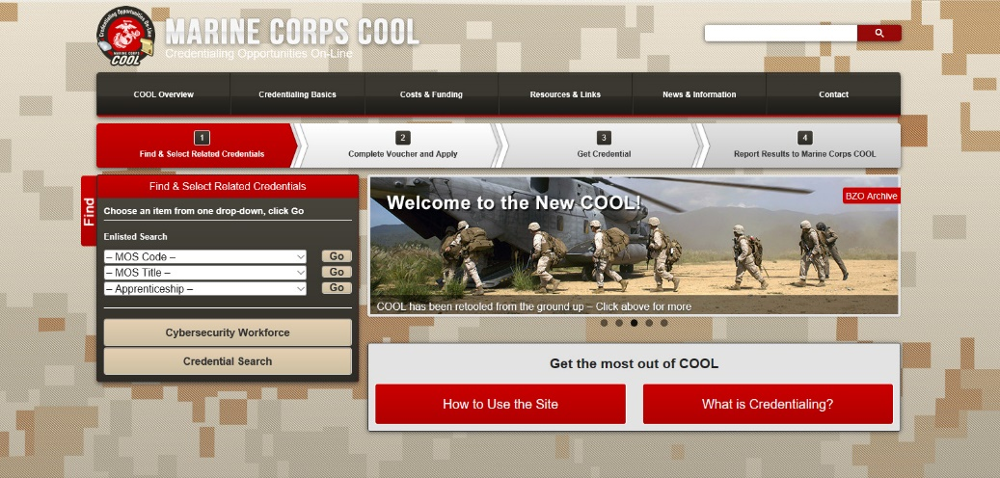 Credentialing Opportunities On-Line
MARINE CORPS
COOL
MARINE CORPS COOL
Credentialing Opportunities On-Line
COOL Overview
Credentialing Basics
Costs & Funding
Resources & Links
News & Information
Contact
1
Find & Select Related Credentials
2
Complete Voucher and Apply
3
Get Credential
4
Report Results to Marine Corps COOL
Find
Find & Select Related Credentials
Choose an item from one drop-down, click Go
Enlisted Search
– MOS Code –
Go
– MOS Title –
Go
– Apprenticeship –
Go
Cybersecurity Workforce
Credential Search
Welcome to the New COOL!
BZO Archive
COOL has been retooled from the ground up – Click above for more
Get the most out of COOL
How to Use the Site
What is Credentialing?